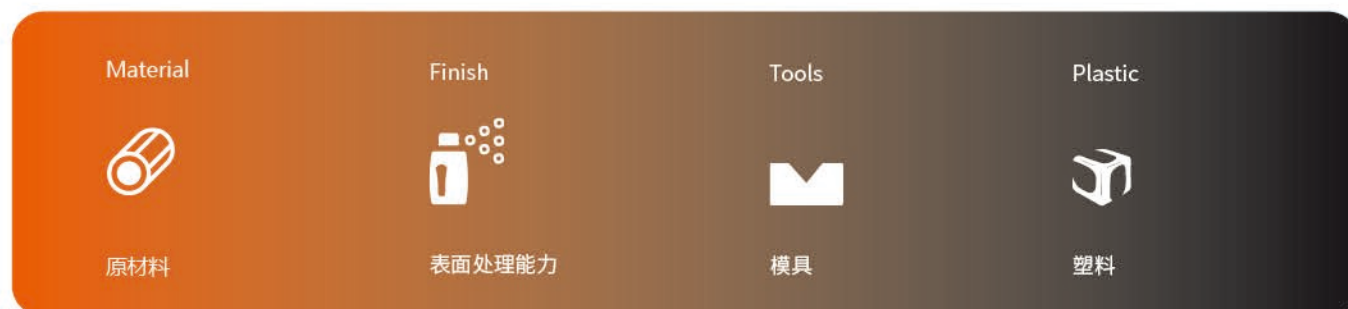 Material
Finish
Tools
Plastic
原材料
表面处理能力
模具
塑料